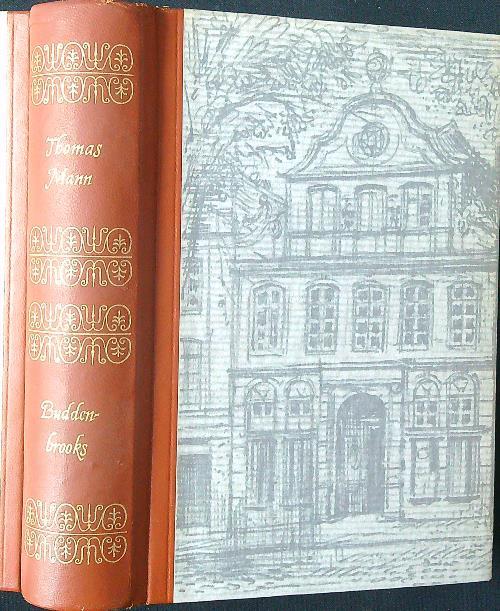 Thomas
Mann
Budden-
brooks